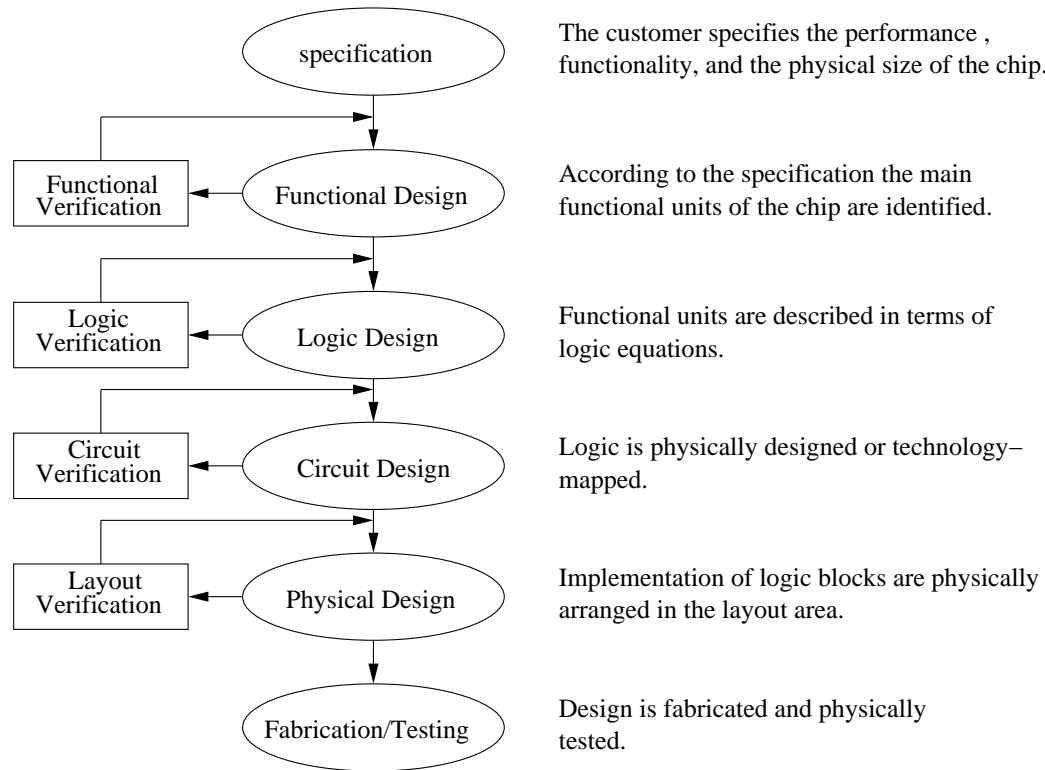 specification
The customer specifies the performance ,
functionality, and the physical size of the chip.
Functional
Verification
Functional Design
According to the specification the main
functional units of the chip are identified.
Logic
Verification
Logic Design
Functional units are described in terms of
logic equations.
Circuit
Verification
Circuit Design
Logic is physically designed or technology–
mapped.
Layout
Verification
Physical Design
Implementation of logic blocks are physically
arranged in the layout area.
Fabrication/Testing
Design is fabricated and physically
tested.